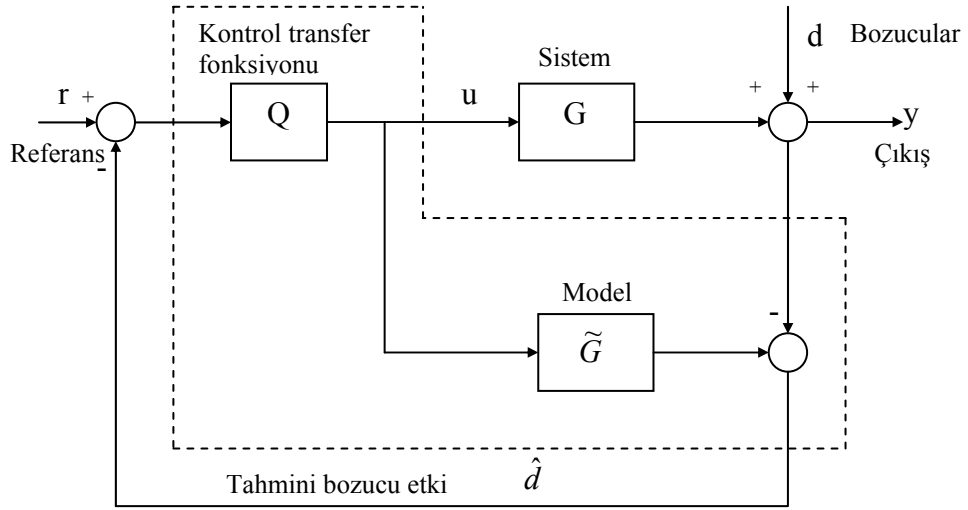 Kontrol transfer
fonksiyonu
Sistem
d
Bozucular
r
+
Q
u
G
+
+
y
Referans
-
Çıkış
Model
-
G̃
Tahmini bozucu etki
d̂